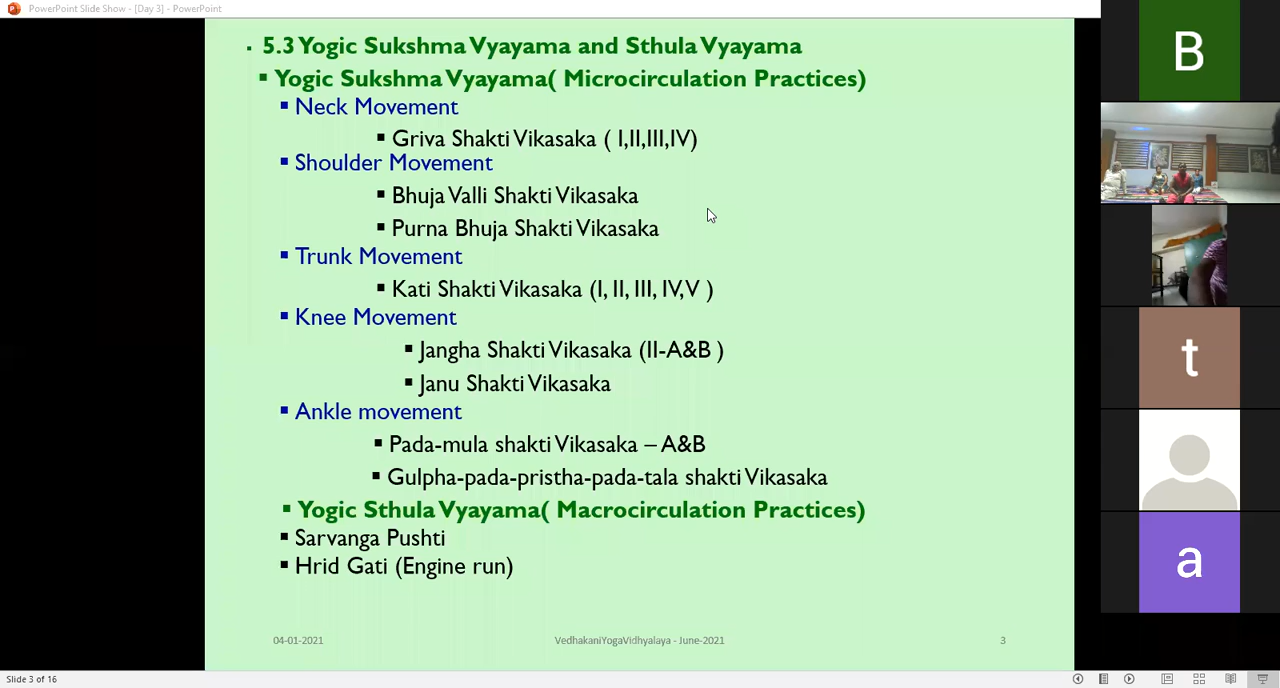 PowerPoint Slide Show - [Day 3] - PowerPoint
5.3 Yogic Sukshma Vyayama and Sthula Vyayama
Yogic Sukshma Vyayama( Microcirculation Practices)
Neck Movement
Griva Shakti Vikasaka ( I,II,III,IV)
Shoulder Movement
Bhuja Valli Shakti Vikasaka
Purna Bhuja Shakti Vikasaka
Trunk Movement
Kati Shakti Vikasaka (I, II, III, IV,V )
Knee Movement
Jangha Shakti Vikasaka (II-A&B )
Janu Shakti Vikasaka
Ankle movement
Pada-mula shakti Vikasaka – A&B
Gulpha-pada-pristha-pada-tala shakti Vikasaka
Yogic Sthula Vyayama( Macrocirculation Practices)
Sarvanga Pushti
Hrid Gati (Engine run)
04-01-2021
VedhakaniYogaVidhyalaya - June-2021
3
Slide 3 of 16
B
t
a